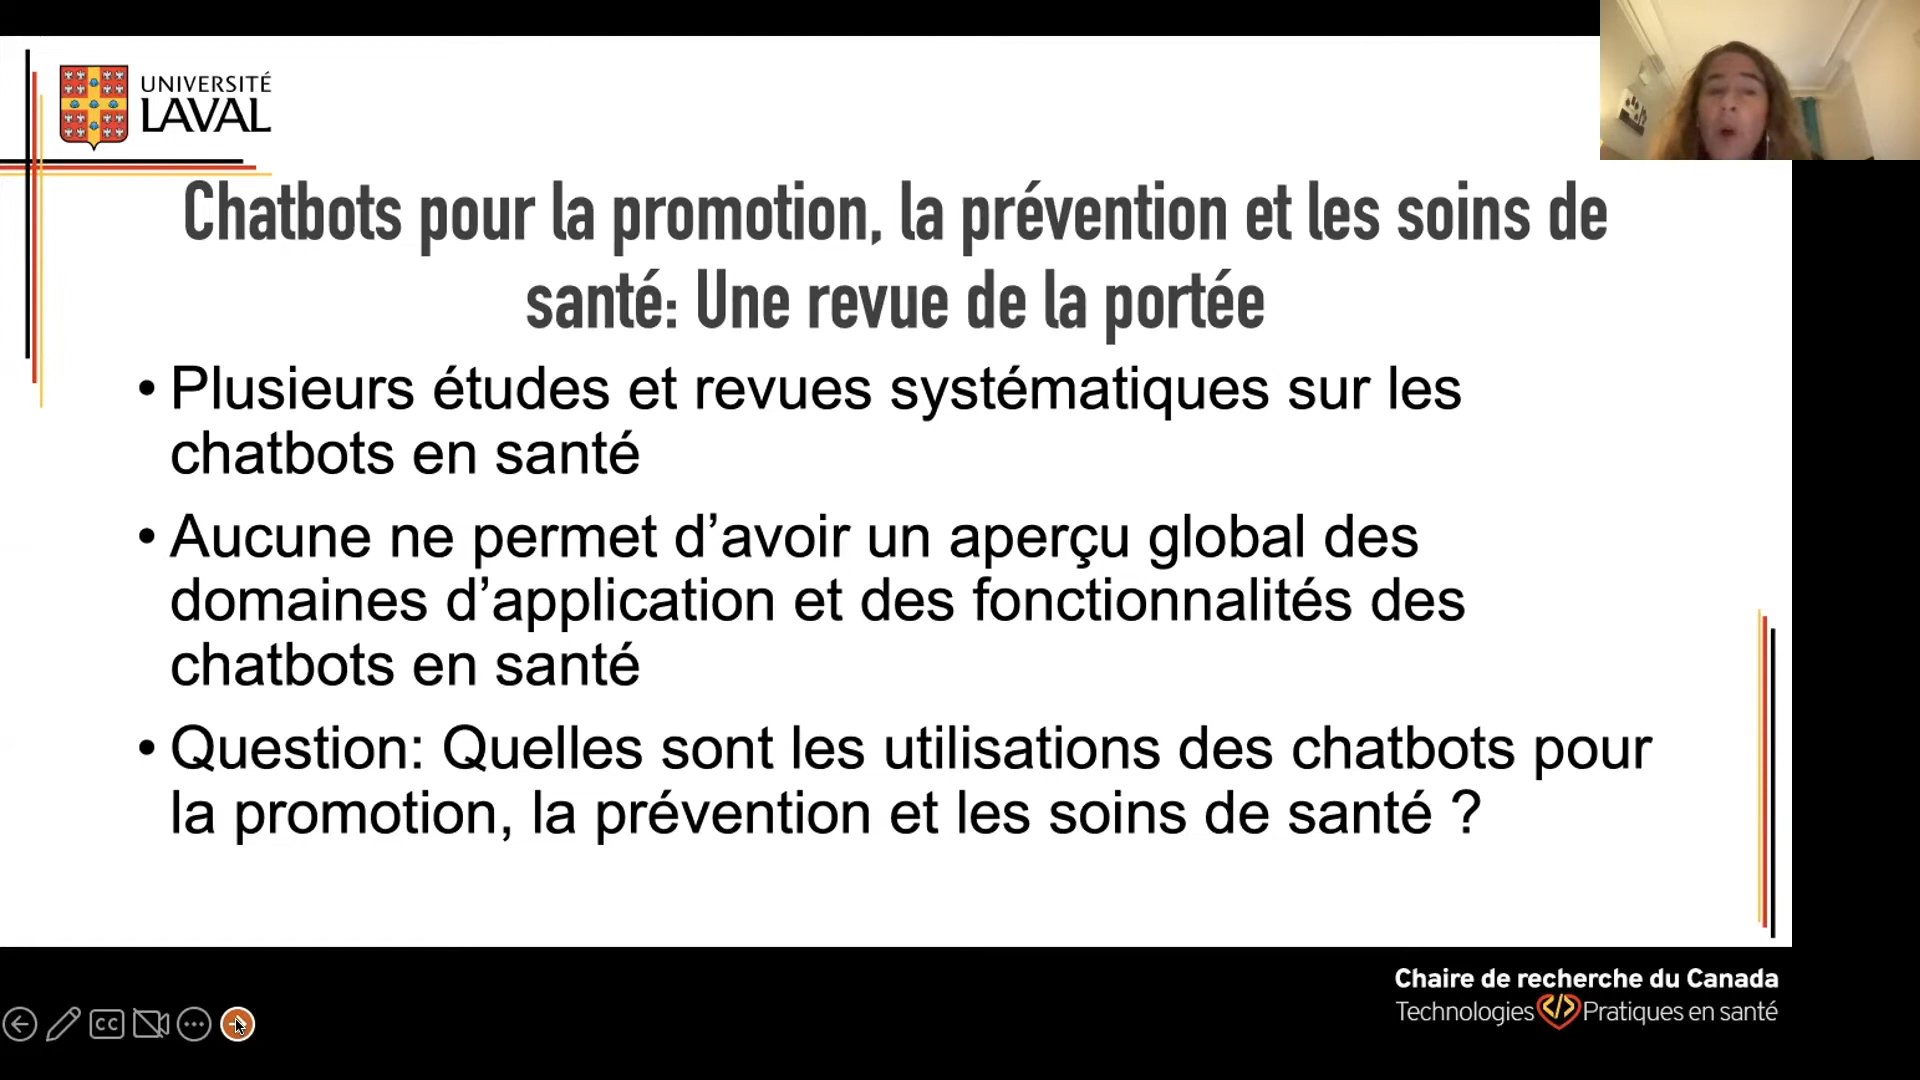 UNIVERSITÉ
LAVAL
Chatbots pour la promotion, la prévention et les soins de
santé: Une revue de la portée
• Plusieurs études et revues systématiques sur les
chatbots en santé
• Aucune ne permet d’avoir un aperçu global des
domaines d’application et des fonctionnalités des
chatbots en santé
• Question: Quelles sont les utilisations des chatbots pour
la promotion, la prévention et les soins de santé ?
Chaire de recherche du Canada
Technologies </> Pratiques en santé
CC